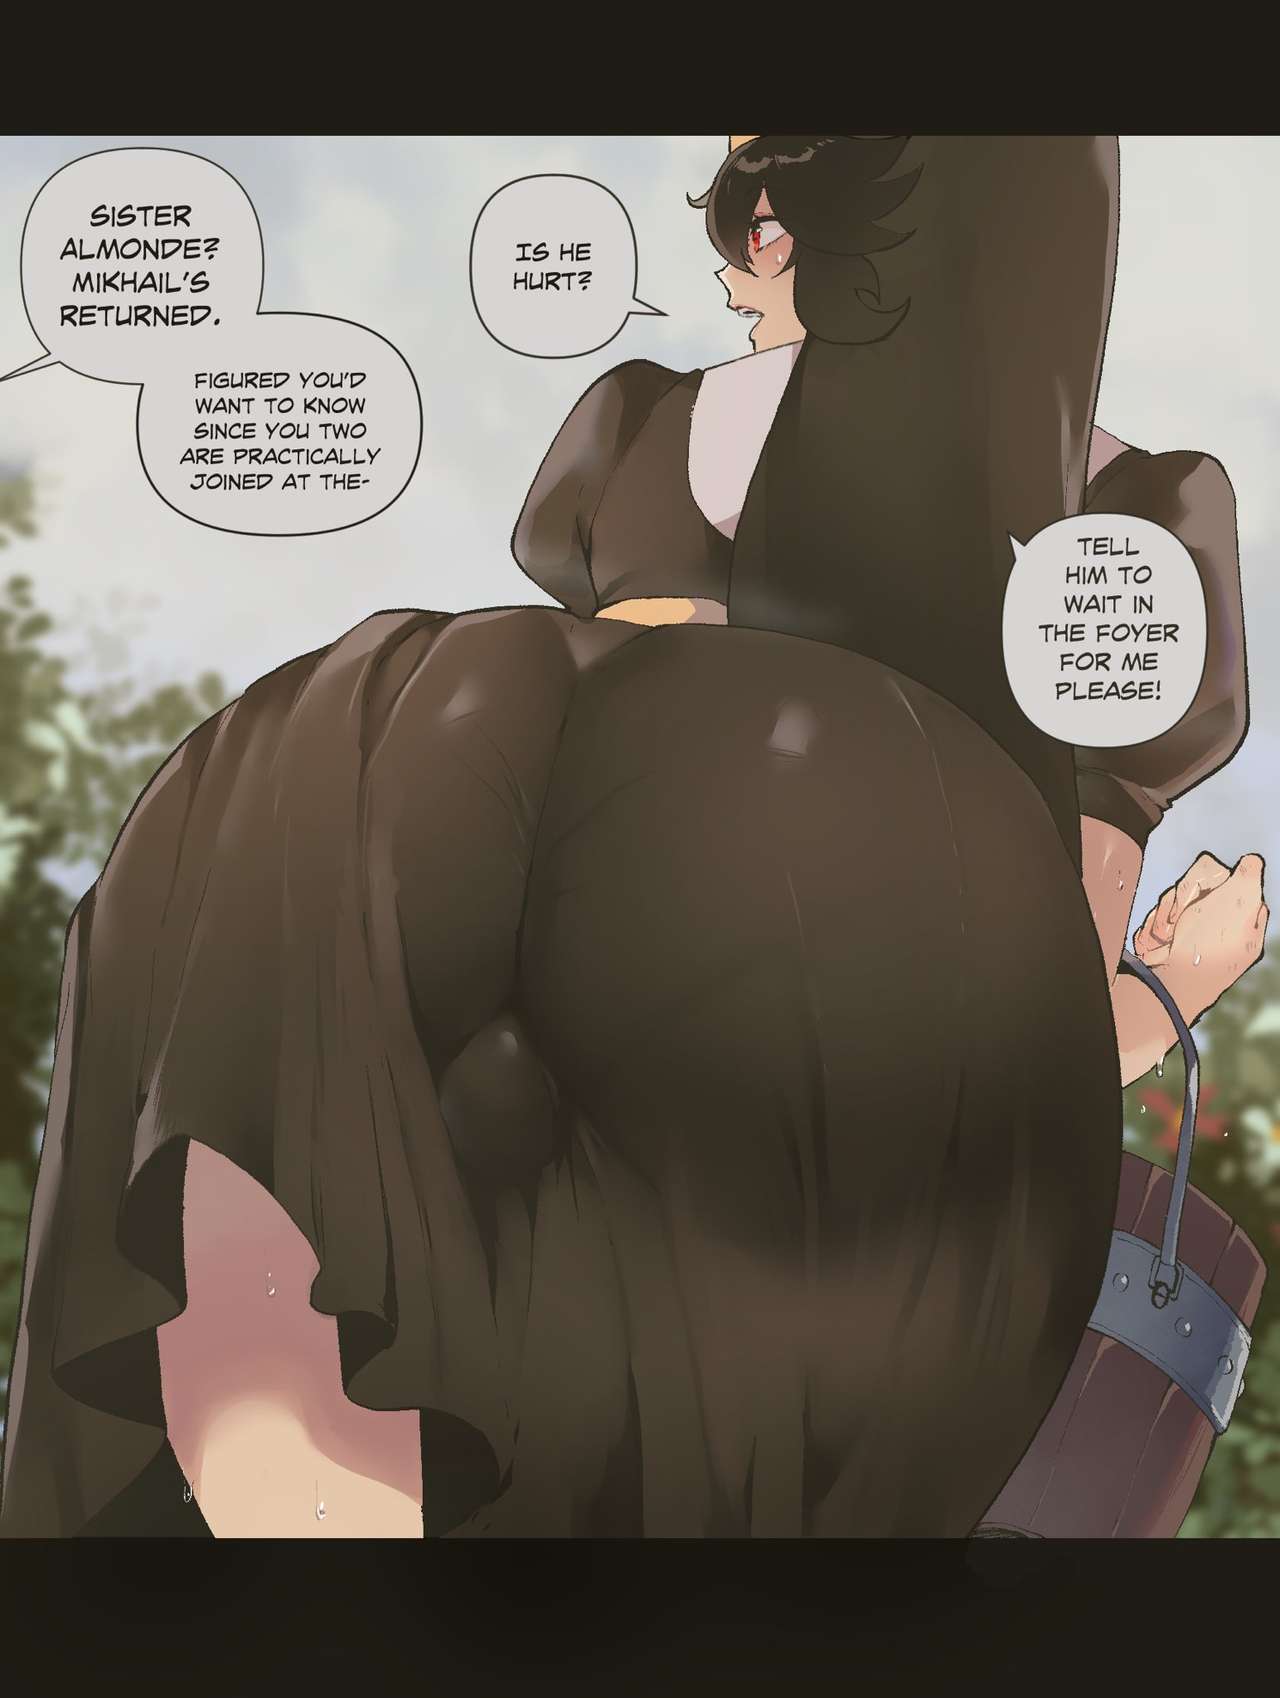 SISTER
ALMONDE?
MIKHAIL'S
RETURNED.
FIGURED YOU'D
WANT TO KNOW
SINCE YOU TWO
ARE PRACTICALLY
JOINED AT THE-
IS HE
HURT?
TELL
HIM TO
WAIT IN
THE FOYER
FOR ME
PLEASE!